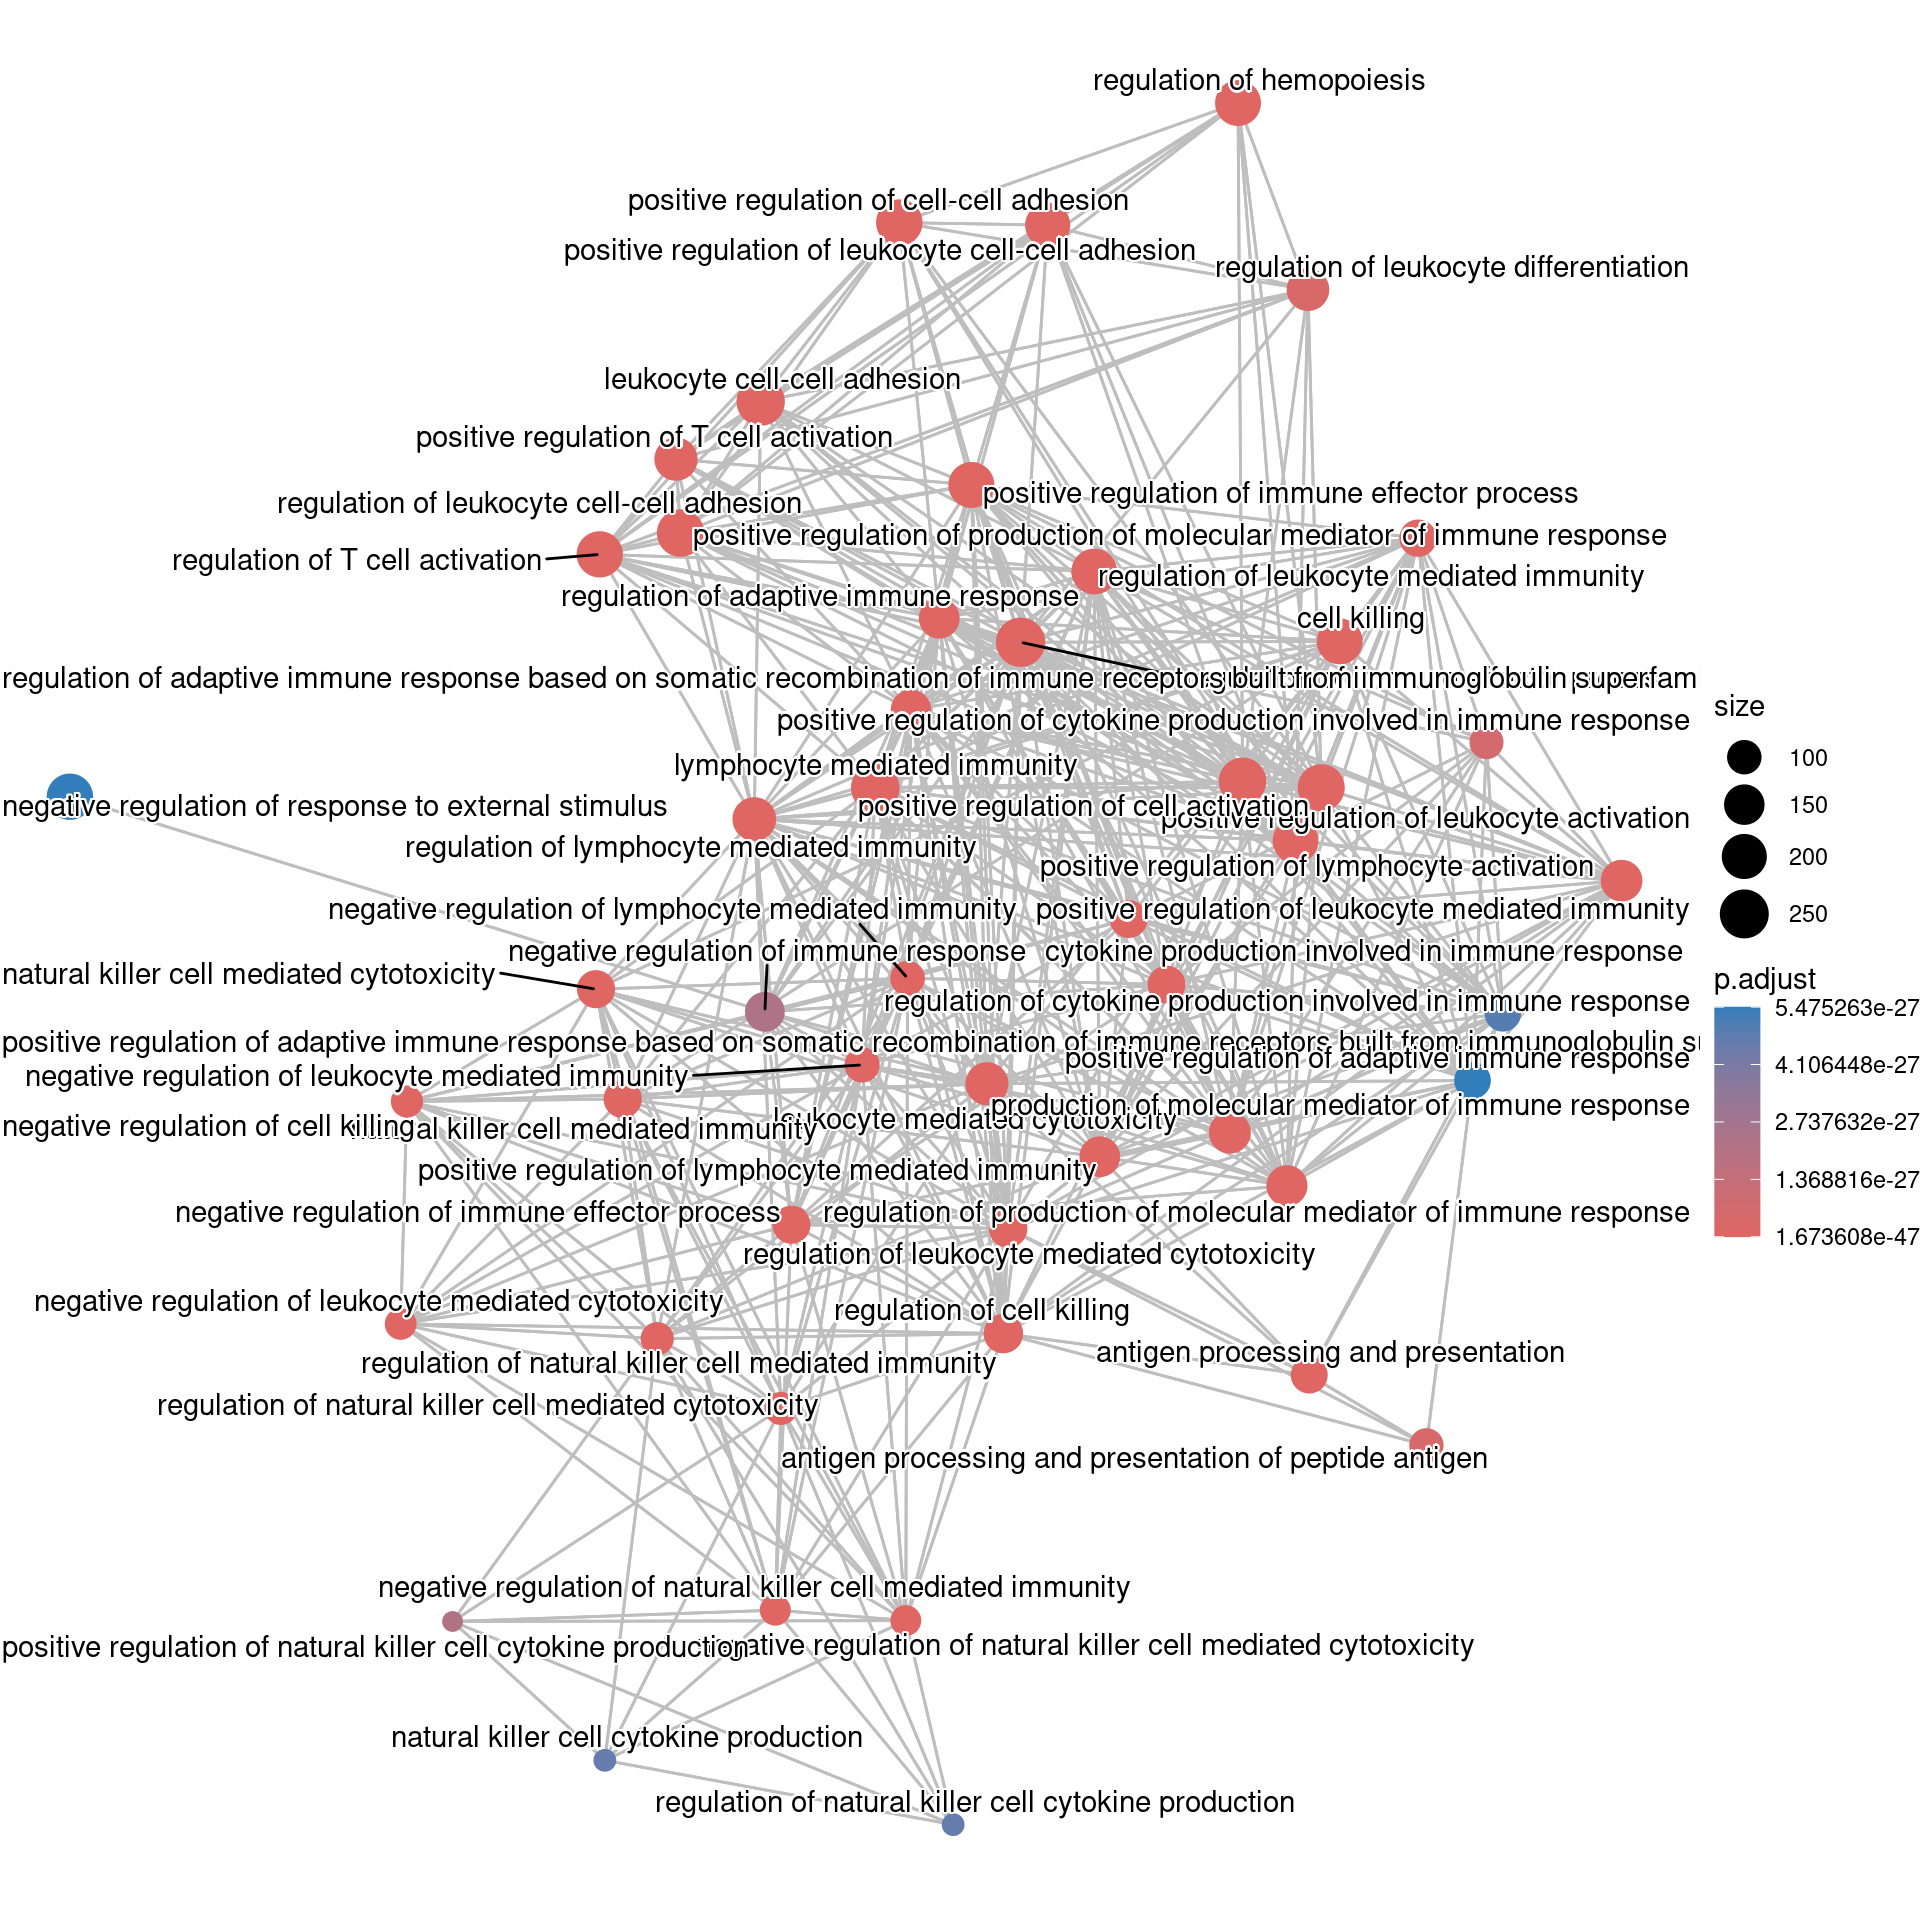 regulation of hemopoiesis
positive regulation of cell-cell adhesion
positive regulation of leukocyte cell-cell adhesion
regulation of leukocyte differentiation
leukocyte cell-cell adhesion
positive regulation of T cell activation
positive regulation of immune effector process
regulation of leukocyte cell-cell adhesion
positive regulation of production of molecular mediator of immune response
regulation of T cell activation
regulation of leukocyte mediated immunity
regulation of adaptive immune response
cell killing
regulation of adaptive immune response based on somatic recombination of immune receptors built from immunoglobulin superfam
positive regulation of cytokine production involved in immune response
lymphocyte mediated immunity
negative regulation of response to external stimulus
positive regulation of cell activation
positive regulation of leukocyte activation
regulation of lymphocyte mediated immunity
positive regulation of lymphocyte activation
negative regulation of lymphocyte mediated immunity
positive regulation of leukocyte mediated immunity
negative regulation of immune response
cytokine production involved in immune response
natural killer cell mediated cytotoxicity
regulation of cytokine production involved in immune response
positive regulation of adaptive immune response based on somatic recombination of immune receptors built from immunoglobulin su
positive regulation of adaptive immune response
negative regulation of leukocyte mediated immunity
production of molecular mediator of immune response
leukocyte mediated cytotoxicity
negative regulation of cell killing
killer cell mediated immunity
positive regulation of lymphocyte mediated immunity
negative regulation of immune effector process
regulation of production of molecular mediator of immune response
regulation of leukocyte mediated cytotoxicity
negative regulation of leukocyte mediated cytotoxicity
regulation of cell killing
antigen processing and presentation
regulation of natural killer cell mediated immunity
regulation of natural killer cell mediated cytotoxicity
antigen processing and presentation of peptide antigen
negative regulation of natural killer cell mediated immunity
positive regulation of natural killer cell cytokine production
negative regulation of natural killer cell mediated cytotoxicity
natural killer cell cytokine production
regulation of natural killer cell cytokine production
size
100
150
200
250
p.adjust
5.475263e-27
4.106448e-27
2.737632e-27
1.368816e-27
1.673608e-47